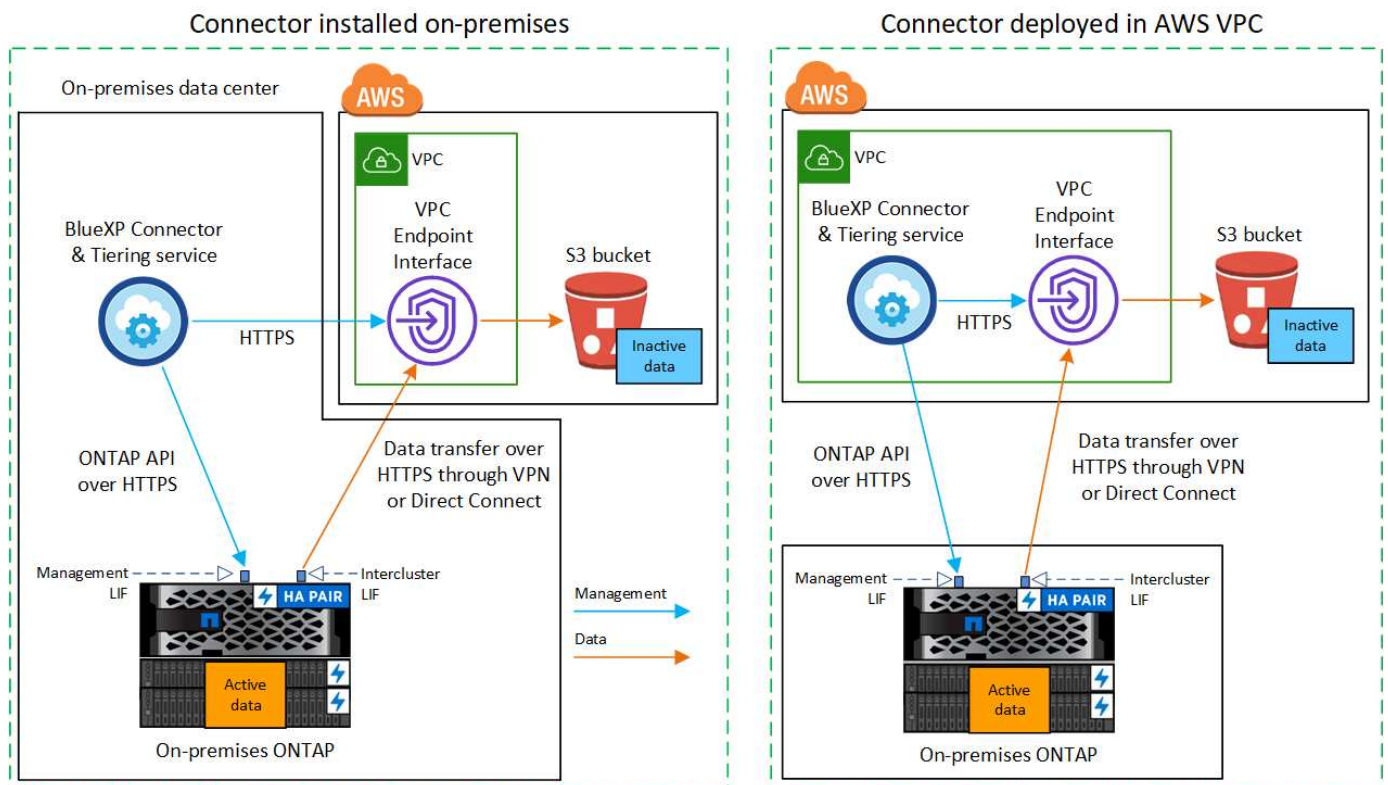 Connector installed on-premises
On-premises data center
AWS
VPC
VPC
Endpoint
Interface
BlueXP Connector
& Tiering service
S3 bucket
HTTPS
Inactive
data
ONTAP API
over HTTPS
Data transfer over
HTTPS through VPN
or Direct Connect
Management
LIF
Intercluster
LIF
HA PAIR
Management
Data
Active
data
On-premises ONTAP
Connector deployed in AWS VPC
AWS
VPC
BlueXP Connector
& Tiering service
VPC
Endpoint
Interface
S3 bucket
HTTPS
Inactive
data
ONTAP API
over HTTPS
Data transfer over
HTTPS through VPN
or Direct Connect
Management
LIF
Intercluster
LIF
HA PAIR
Active
data
On-premises ONTAP